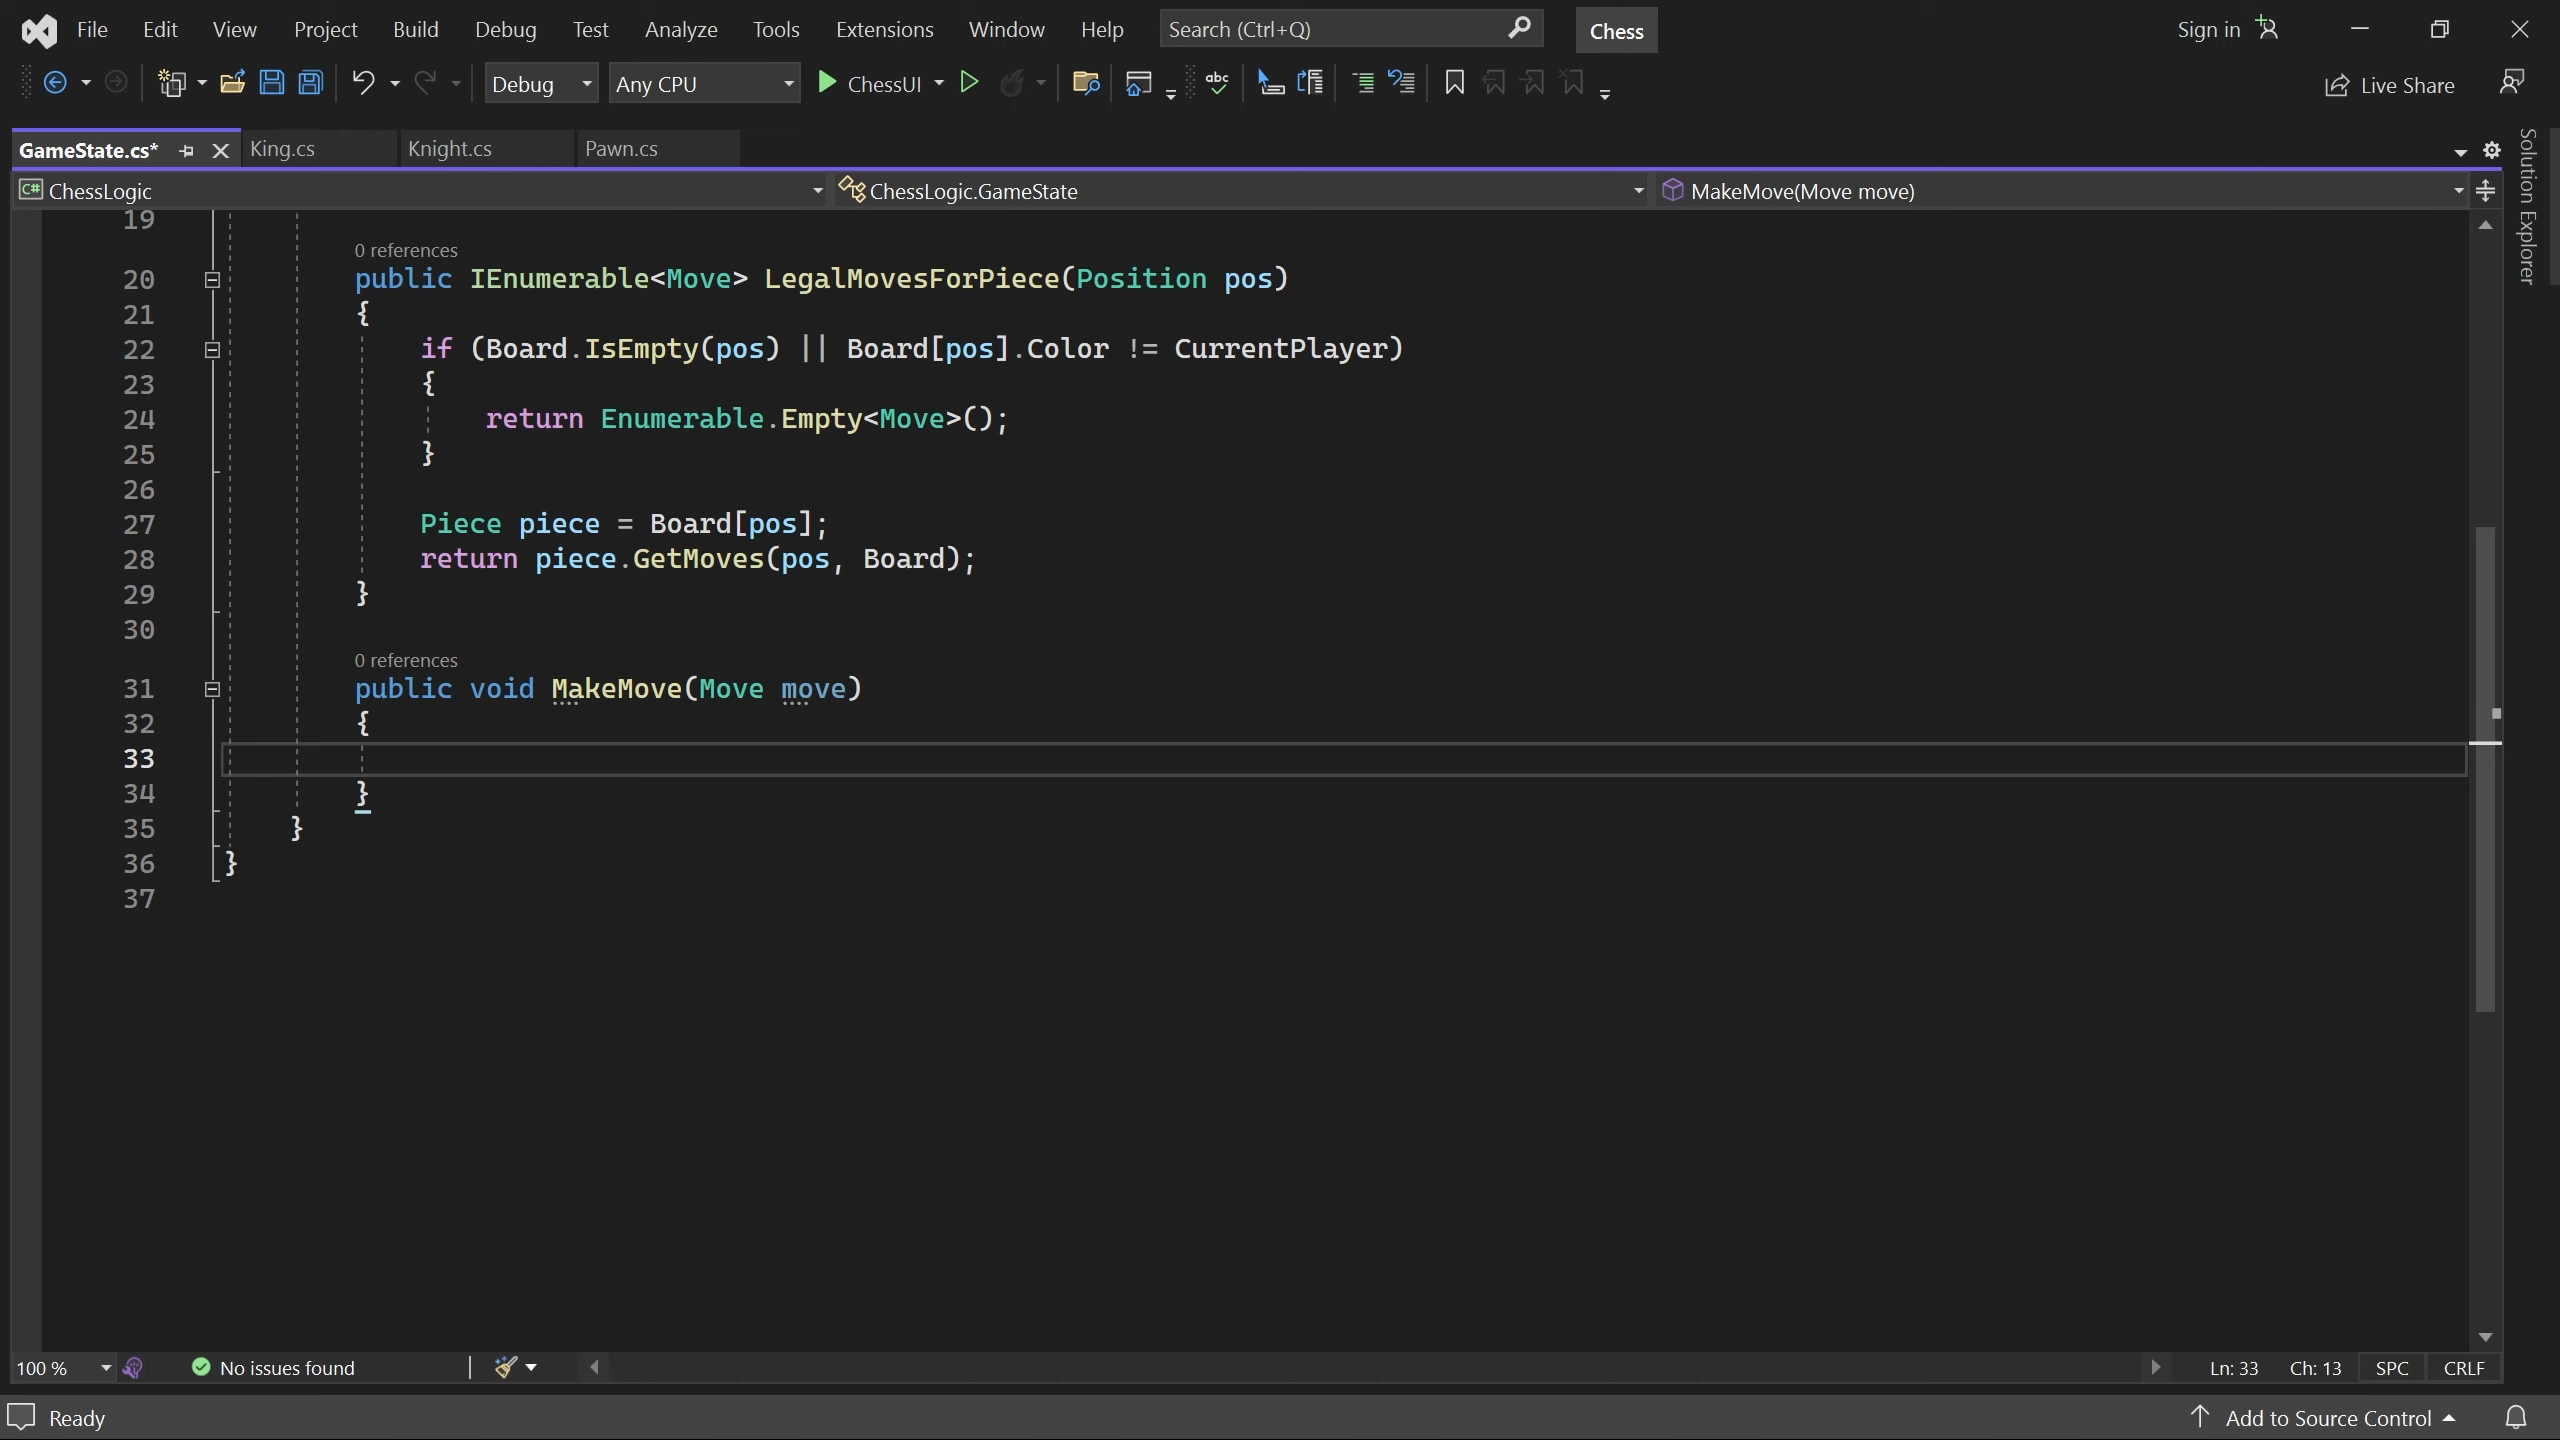 File Edit View Project Build Debug Test Analyze Tools Extensions Window Help Search (Ctrl+Q) Chess Sign in
Debug Any CPU ChessUI abc Live Share
GameState.cs* King.cs Knight.cs Pawn.cs
C# ChessLogic ChessLogic.GameState MakeMove(Move move)
Solution Explorer
19
0 references
20 public IEnumerable<Move> LegalMovesForPiece(Position pos)
21 {
22 if (Board.IsEmpty(pos) || Board[pos].Color != CurrentPlayer)
23 {
24 return Enumerable.Empty<Move>();
25 }
26
27 Piece piece = Board[pos];
28 return piece.GetMoves(pos, Board);
29 }
30
0 references
31 public void MakeMove(Move move)
32 {
33
34 }
35 }
36 }
37
100 % No issues found Ln: 33 Ch: 13 SPC CRLF
Ready Add to Source Control